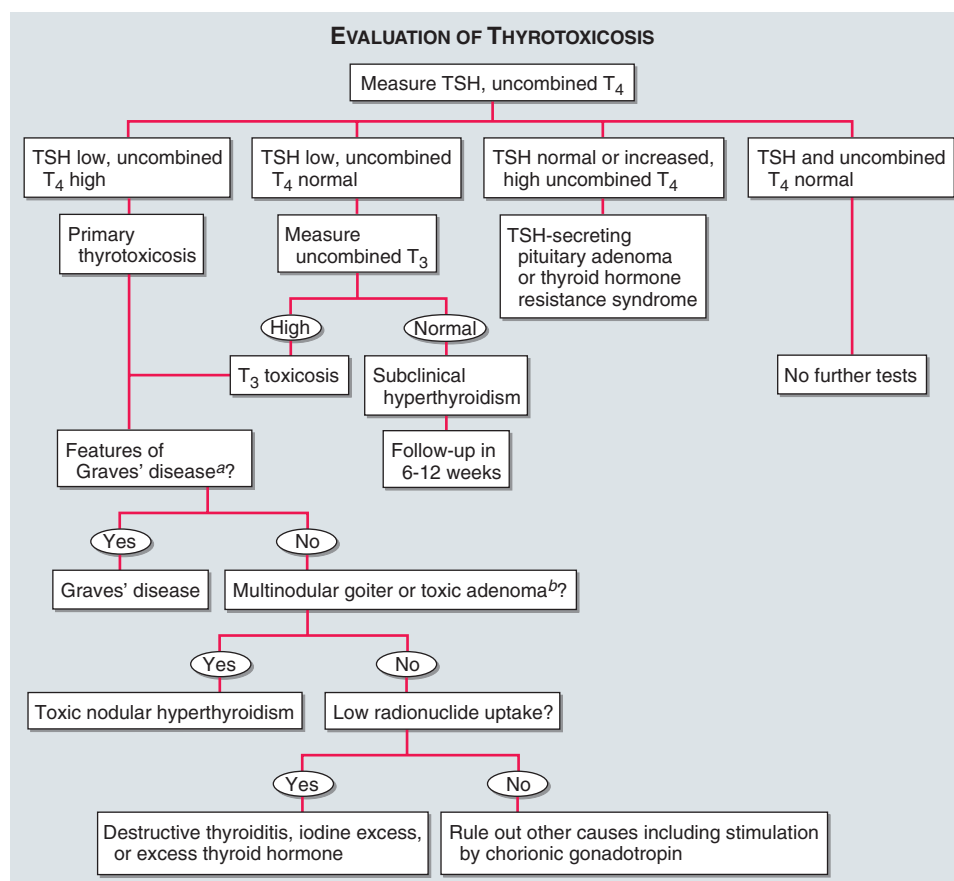 EVALUATION OF THYROTOXICOSIS
Measure TSH, uncombined T4
TSH low, uncombined
T4 high
TSH low, uncombined
T4 normal
TSH normal or increased,
high uncombined T4
TSH and uncombined
T4 normal
Primary
thyrotoxicosis
Measure
uncombined T3
TSH-secreting
pituitary adenoma
or thyroid hormone
resistance syndrome
High
Normal
T3 toxicosis
Subclinical
hyperthyroidism
No further tests
Features of
Graves' diseasea?
Follow-up in
6-12 weeks
Yes
No
Graves' disease
Multinodular goiter or toxic adenomab?
Yes
No
Toxic nodular hyperthyroidism
Low radionuclide uptake?
Yes
No
Destructive thyroiditis, iodine excess,
or excess thyroid hormone
Rule out other causes including stimulation
by chorionic gonadotropin